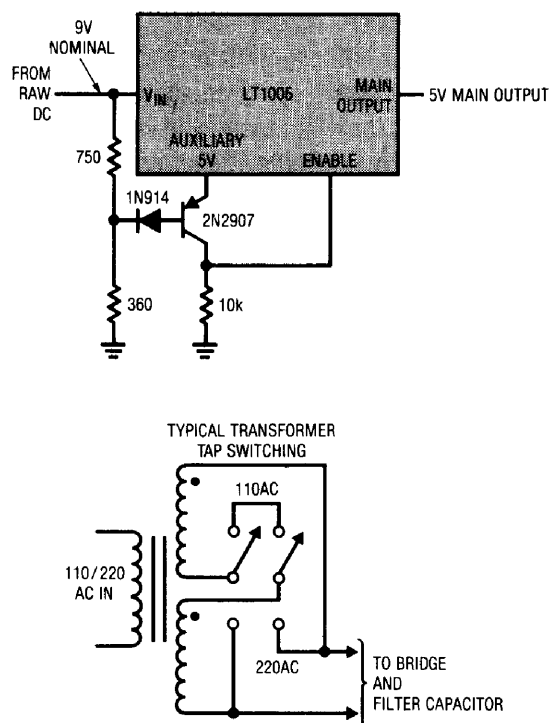 9V
NOMINAL
FROM
RAW
DC
VIN
LT1005
MAIN
OUTPUT
5V MAIN OUTPUT
AUXILIARY
5V
ENABLE
750
1N914
2N2907
360
10k
TYPICAL TRANSFORMER
TAP SWITCHING
110AC
110/220
AC IN
220AC
TO BRIDGE
AND
FILTER CAPACITOR